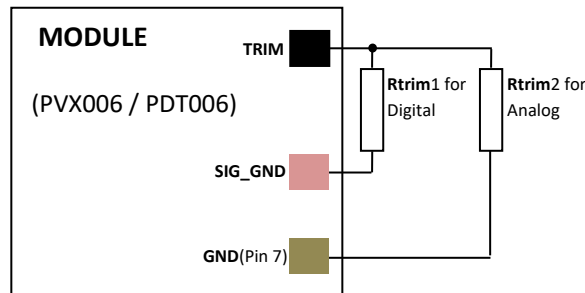 MODULE
(PVX006 / PDT006)
TRIM
Rtrim1 for
Digital
Rtrim2 for
Analog
SIG_GND
GND(Pin 7)